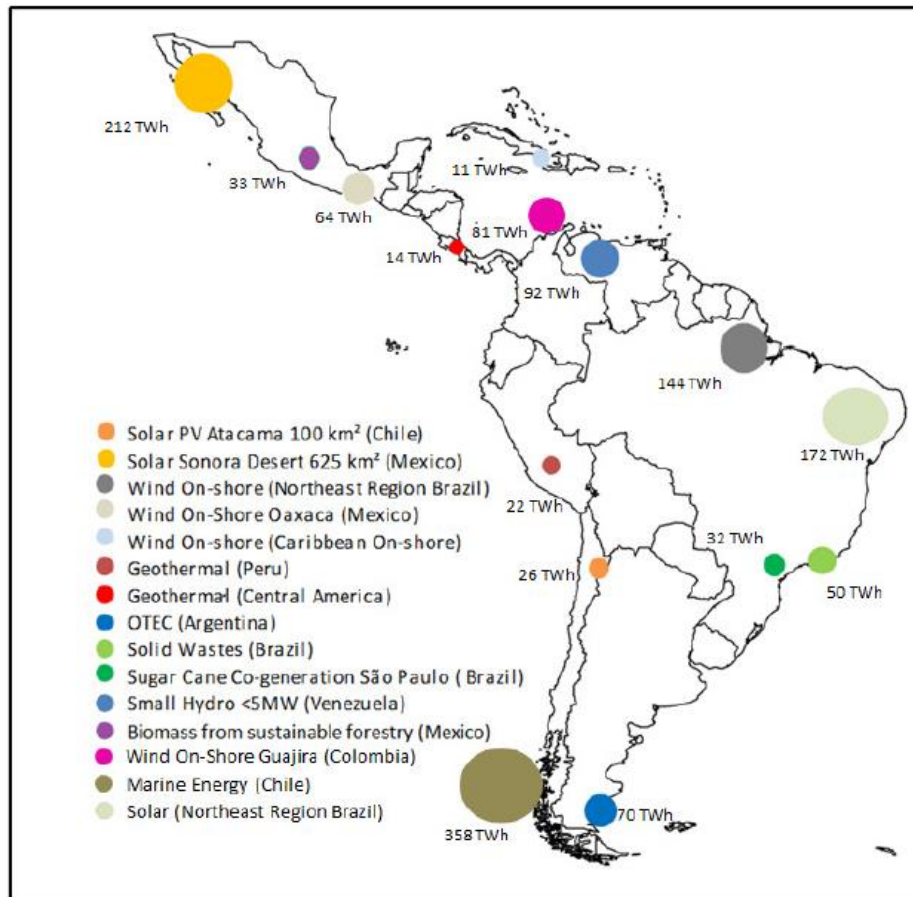 212 TWh
33 TWh
11 TWh
64 TWh
81 TWh
14 TWh
92 TWh
144 TWh
172 TWh
Solar PV Atacama 100 km² (Chile)
Solar Sonora Desert 625 km² (Mexico)
Wind On-shore (Northeast Region Brazil)
Wind On-Shore Oaxaca (Mexico)
Wind On-shore (Caribbean On-shore)
Geothermal (Peru)
Geothermal (Central America)
OTEC (Argentina)
Solid Wastes (Brazil)
Sugar Cane Co-generation São Paulo ( Brazil)
Small Hydro <5MW (Venezuela)
Biomass from sustainable forestry (Mexico)
Wind On-Shore Guajira (Colombia)
Marine Energy (Chile)
Solar (Northeast Region Brazil)
22 TWh
32 TWh
26 TWh
50 TWh
70 TWh
358 TWh